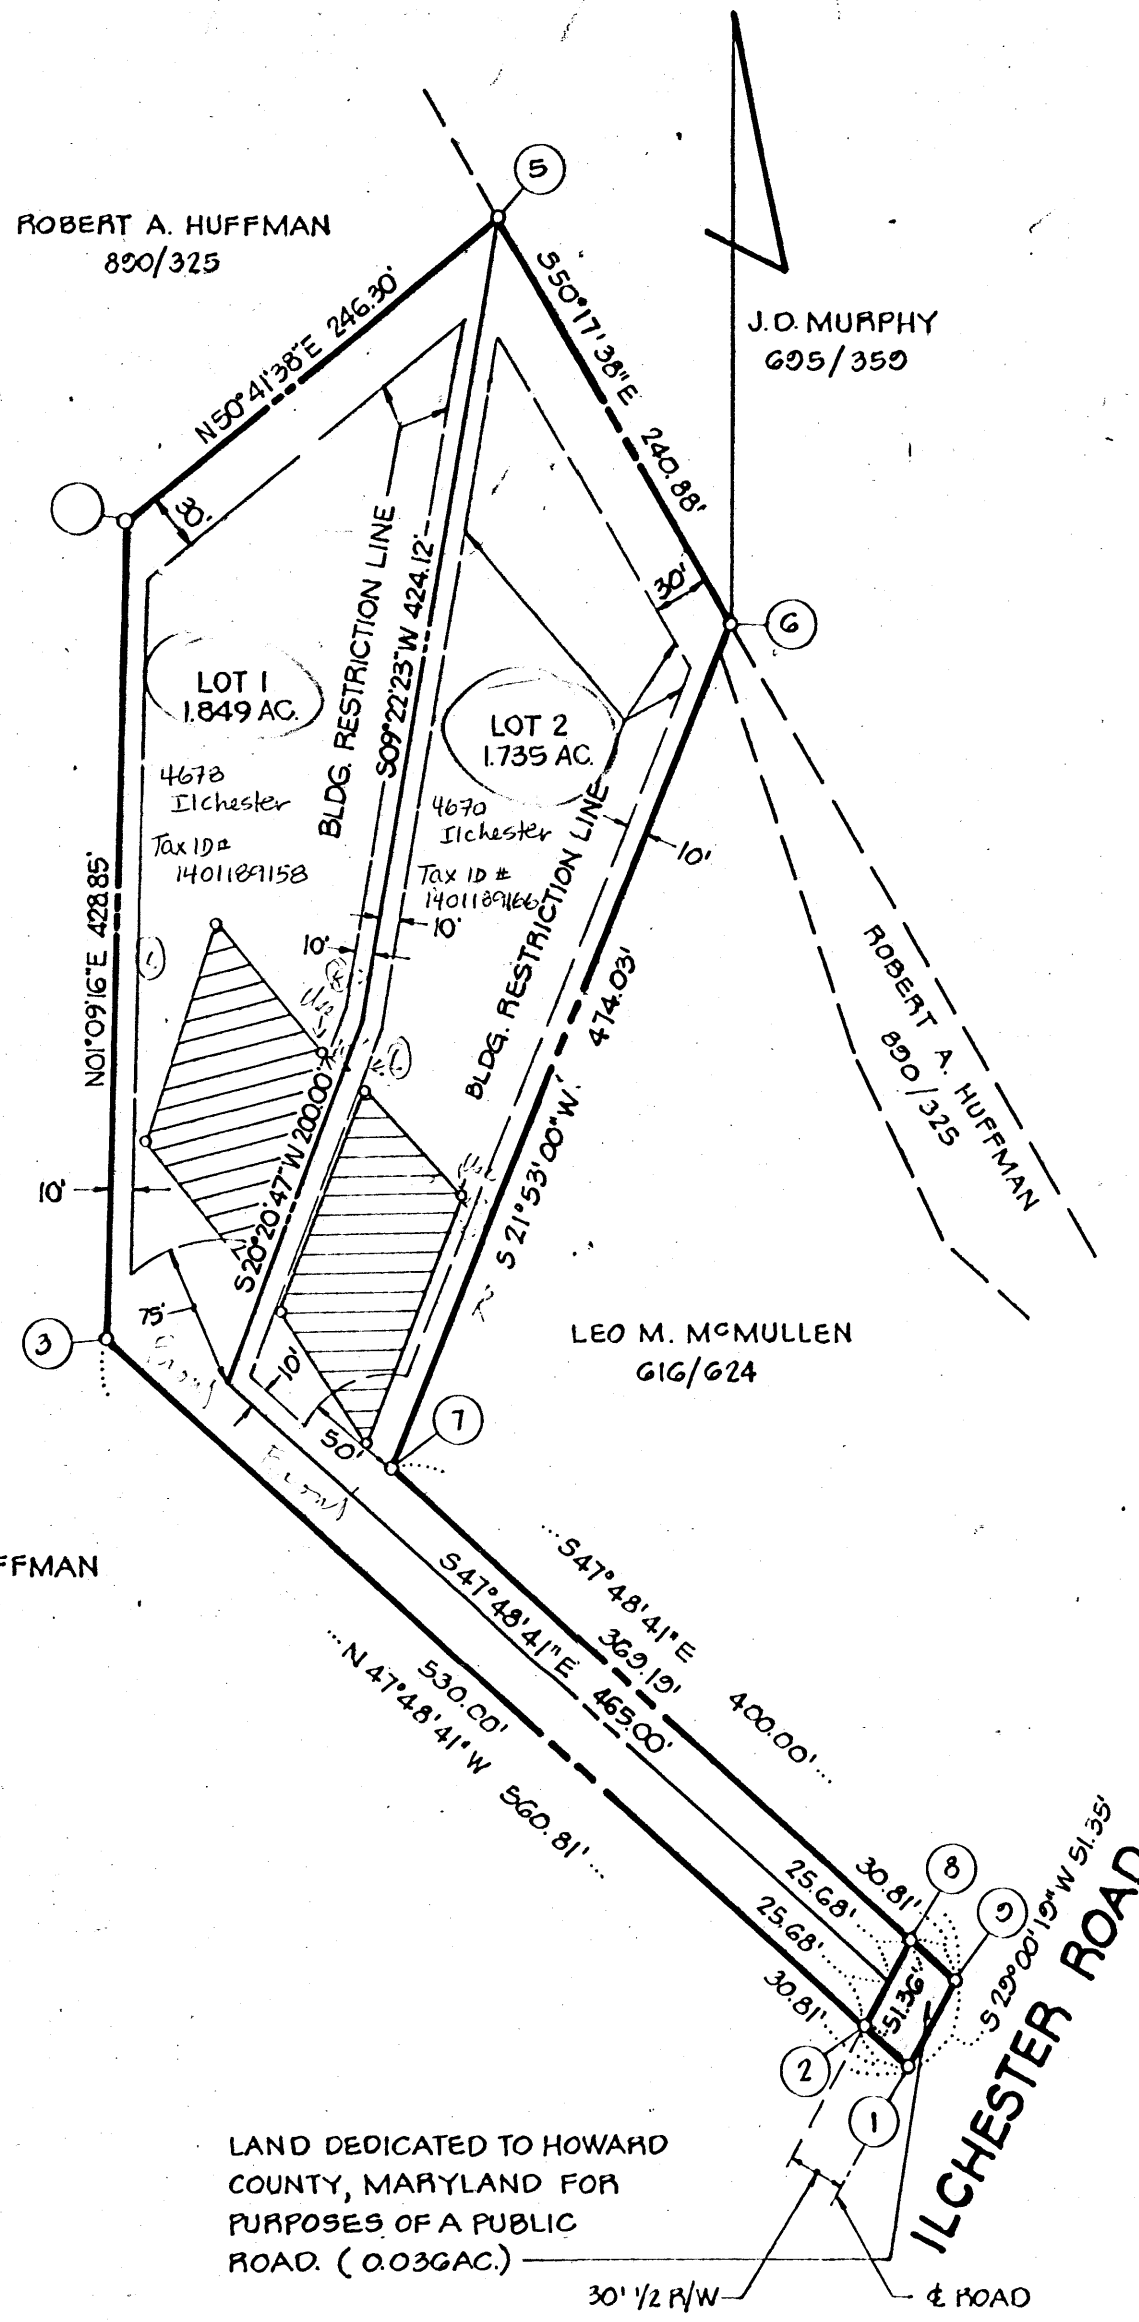 5
ROBERT A. HUFFMAN
890/325
N50°41'38"E 246.30'
S50°17'38"E 240.88'
J.D. MURPHY
695/359
30'
30'
6
BLDG. RESTRICTION LINE
S09°22'23"W 424.12'
LOT 1
1.849 AC.
LOT 2
1.735 AC.
4678
Ilchester
Tax ID#
1401189158
4670
Ilchester
Tax ID #
1401189166
BLDG. RESTRICTION LINE
10'
10'
10'
N01°09'16"E 428.85'
ROBERT A. HUFFMAN
890/325
S20°20'47"W 200.00'
S 21°53'00"W
474.03'
10'
75'
3
Front
LEO M. McMULLEN
616/624
10'
50'
7
Front
FFMAN
...S47°48'41"E
369.19'
400.00'...
S47°48'41"E 465.00'
530.00'
...N 47°48'41"W 560.81'...
25.68'
30.81'
8
25.68'
30.81'
51.36'
9
S 29°00'19"W 51.35'
2
1
ILCHESTER ROAD
LAND DEDICATED TO HOWARD
COUNTY, MARYLAND FOR
PURPOSES OF A PUBLIC
ROAD. (0.036AC.)
30' 1/2 R/W
℄ ROAD